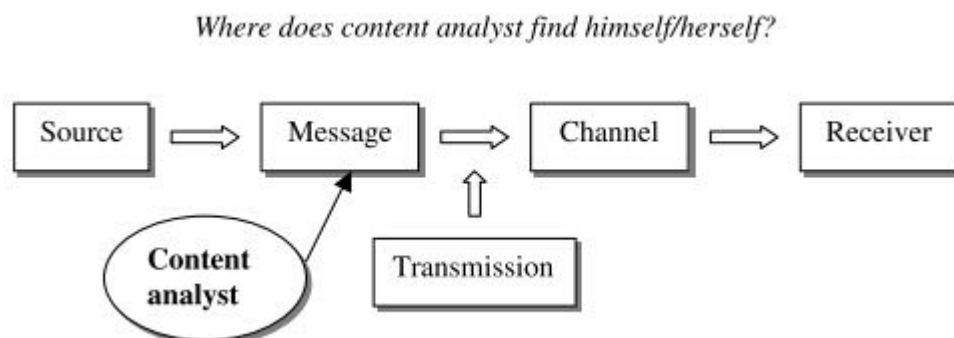 Where does content analyst find himself/herself?
Source
Message
Channel
Receiver
Content
analyst
Transmission